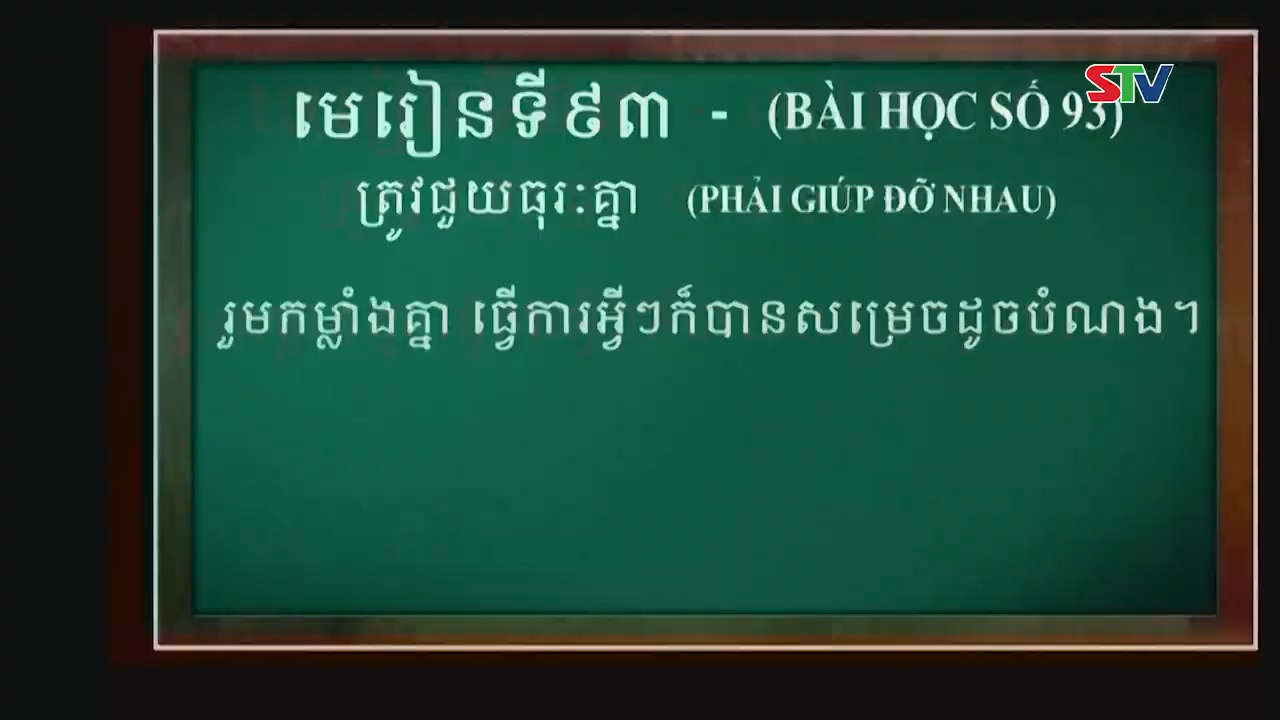 STV
មេរៀនទី៩៣ - (BÀI HỌC SỐ 93)
ត្រូវជួយធុរៈគ្នា (PHẢI GIÚP ĐỠ NHAU)
រួមកម្លាំងគ្នា ធ្វើការអ្វីៗក៏បានសម្រេចដូចបំណង។